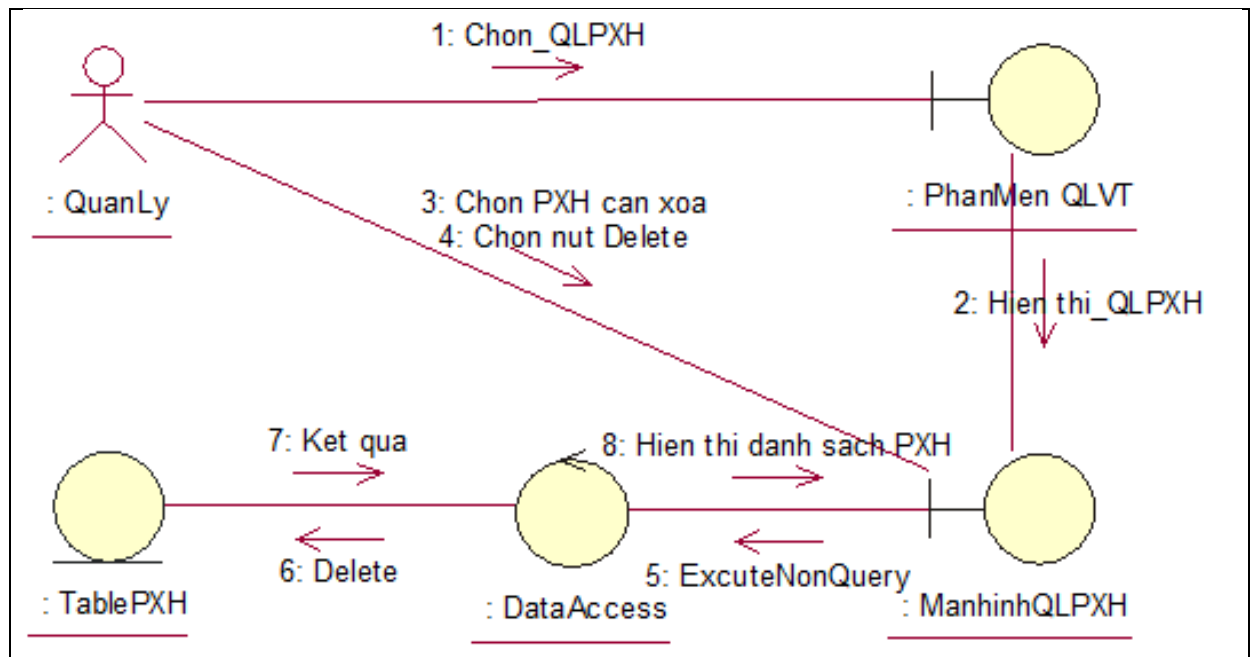 1: Chon_QLPXH
: QuanLy
: PhanMen QLVT
3: Chon PXH can xoa
4: Chon nut Delete
2: Hien thi_QLPXH
7: Ket qua
8: Hien thi danh sach PXH
6: Delete
5: ExcuteNonQuery
: TablePXH
: DataAccess
: ManhinhQLPXH